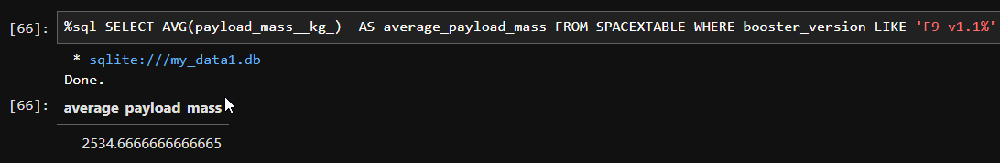 [66]: %sql SELECT AVG(payload_mass__kg_)  AS average_payload_mass FROM SPACEXTABLE WHERE booster_version LIKE 'F9 v1.1%'
* sqlite:///my_data1.db
Done.
[66]: average_payload_mass
2534.6666666666665